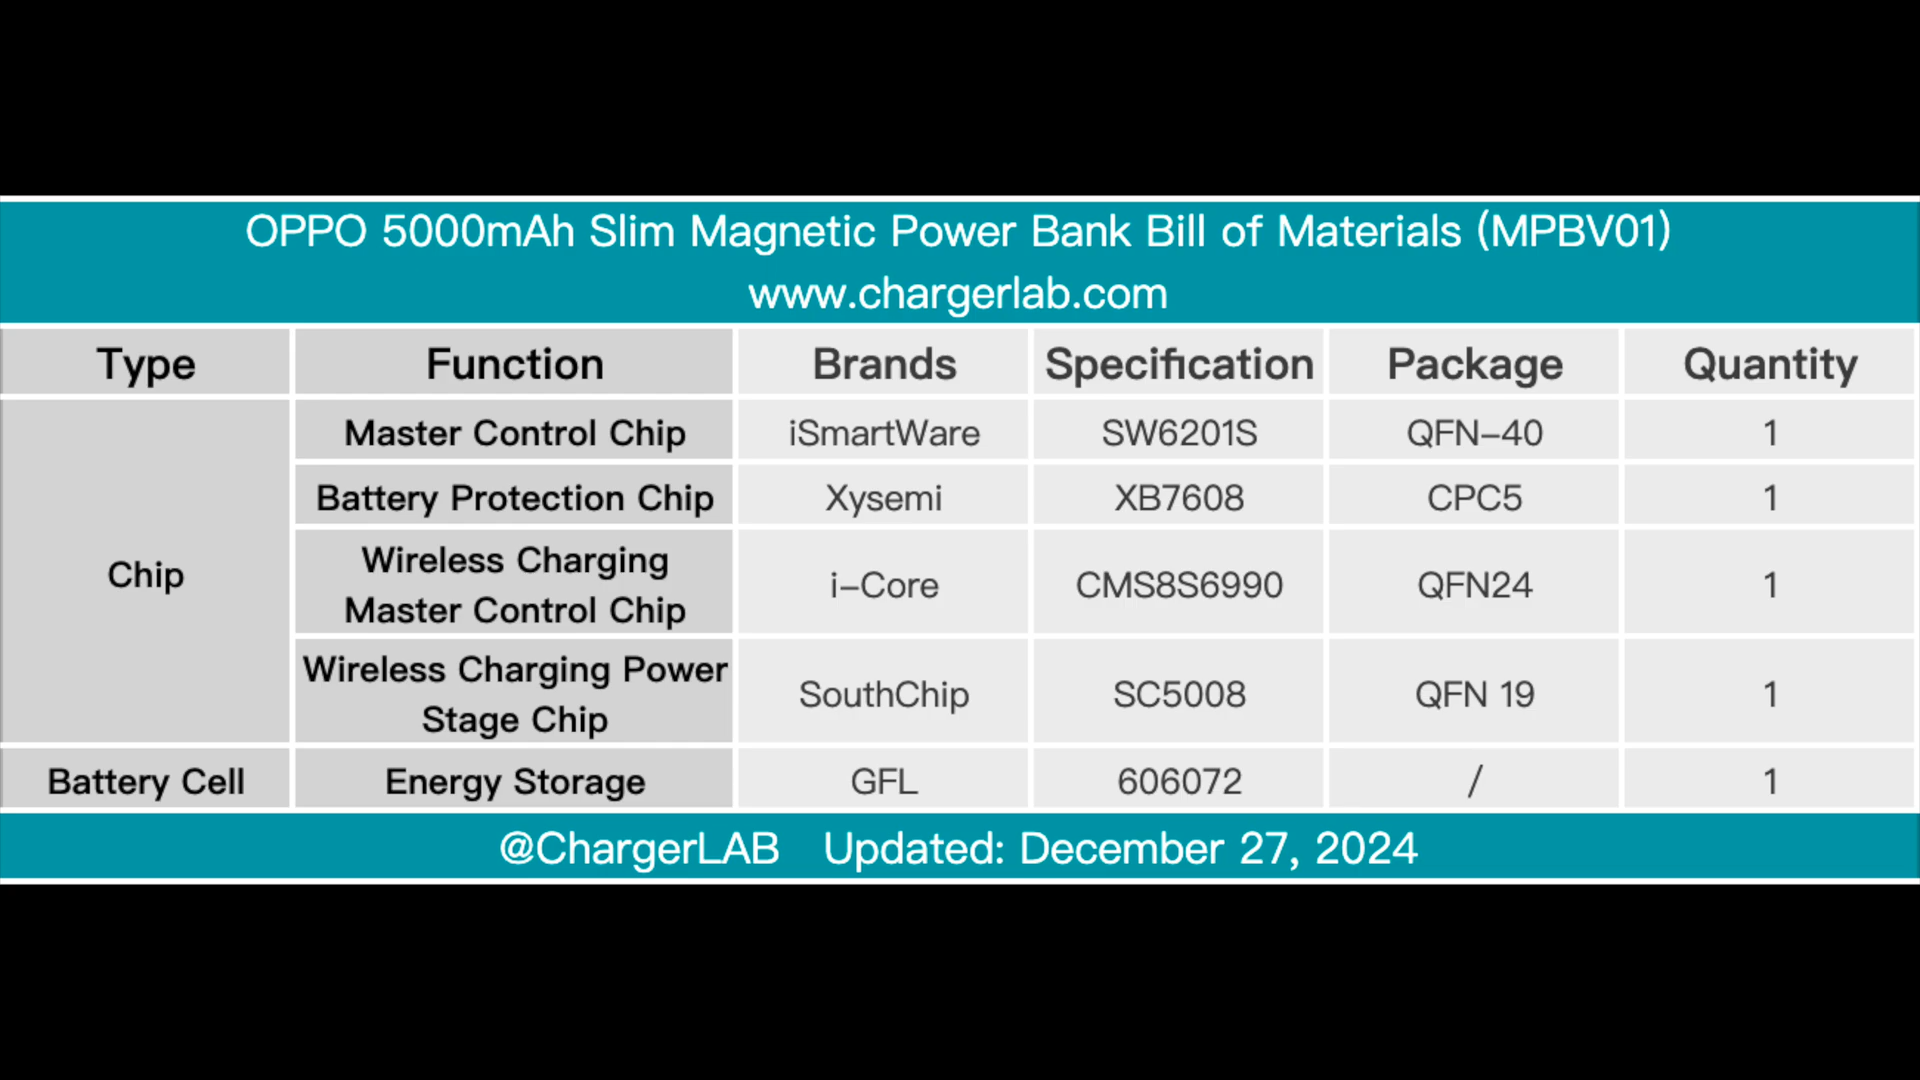 OPPO 5000mAh Slim Magnetic Power Bank Bill of Materials (MPBV01)
www.chargerlab.com
Type Function Brands Specification Package Quantity
Chip
Master Control Chip iSmartWare SW6201S QFN–40 1
Battery Protection Chip Xysemi XB7608 CPC5 1
Wireless Charging
Master Control Chip i–Core CMS8S6990 QFN24 1
Wireless Charging Power
Stage Chip SouthChip SC5008 QFN 19 1
Battery Cell Energy Storage GFL 606072 / 1
@ChargerLAB Updated: December 27, 2024